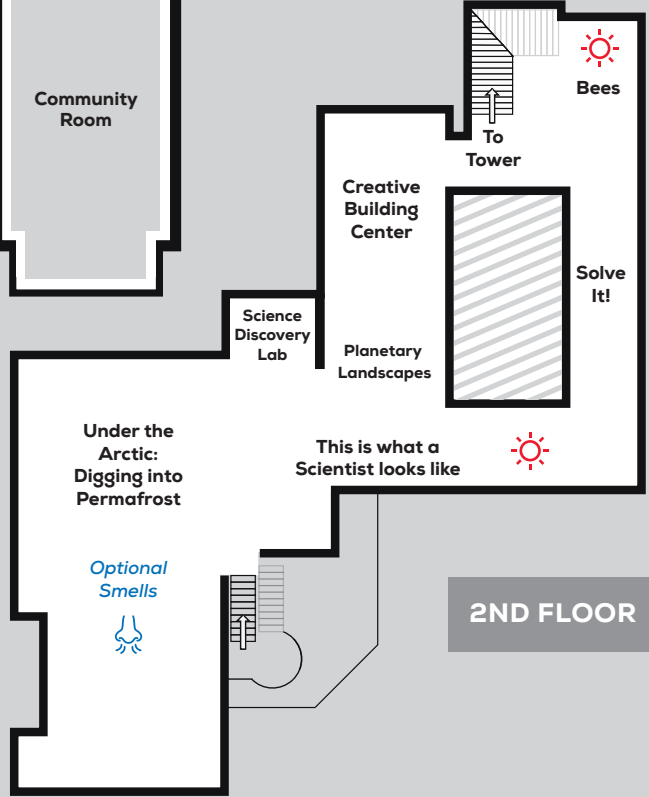 Community
Room
Bees
To
Tower
Creative
Building
Center
Solve
It!
Science
Discovery
Lab
Planetary
Landscapes
Under the
Arctic:
Digging into
Permafrost
This is what a
Scientist looks like
Optional
Smells
2ND FLOOR